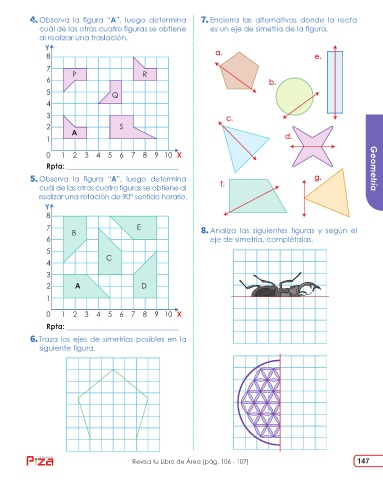 4. Observa la figura "A", luego determina
cuál de las otras cuatro figuras se obtiene
al realizar una traslación.
Y
8
7
6
5
4
3
2
1
P
R
Q
A
S
0 1 2 3 4 5 6 7 8 9 10 X
Rpta:
5. Observa la figura "A", luego determina
cuál de las otras cuatro figuras se obtiene al
realizar una rotación de 90° sentido horario.
Y
8
7
6
5
4
3
2
1
B
E
C
A
D
0 1 2 3 4 5 6 7 8 9 10 X
Rpta:
6. Traza los ejes de simetrías posibles en la
siguiente figura.
7. Encierra las alternativas donde la recta
es un eje de simetría de la figura.
a.
e.
b.
c.
d.
f.
g.
8. Analiza las siguientes figuras y según el
eje de simetría, complétalas.
Geometría
Piza
Revisa tu Libro de Área (pág. 106 - 107)
147